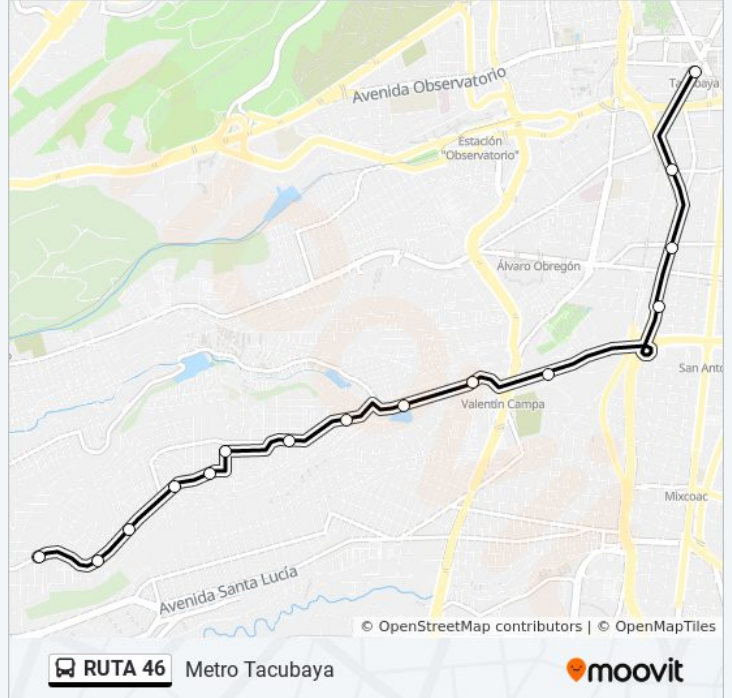 Avenida Observatorio
Tacubaya
Estación
"Observatorio"
Álvaro Obregón
San Anto
Valentín Campa
Mixcoac
Avenida Santa Lucía
© OpenStreetMap contributors | © OpenMapTiles
RUTA 46 Metro Tacubaya
moovit